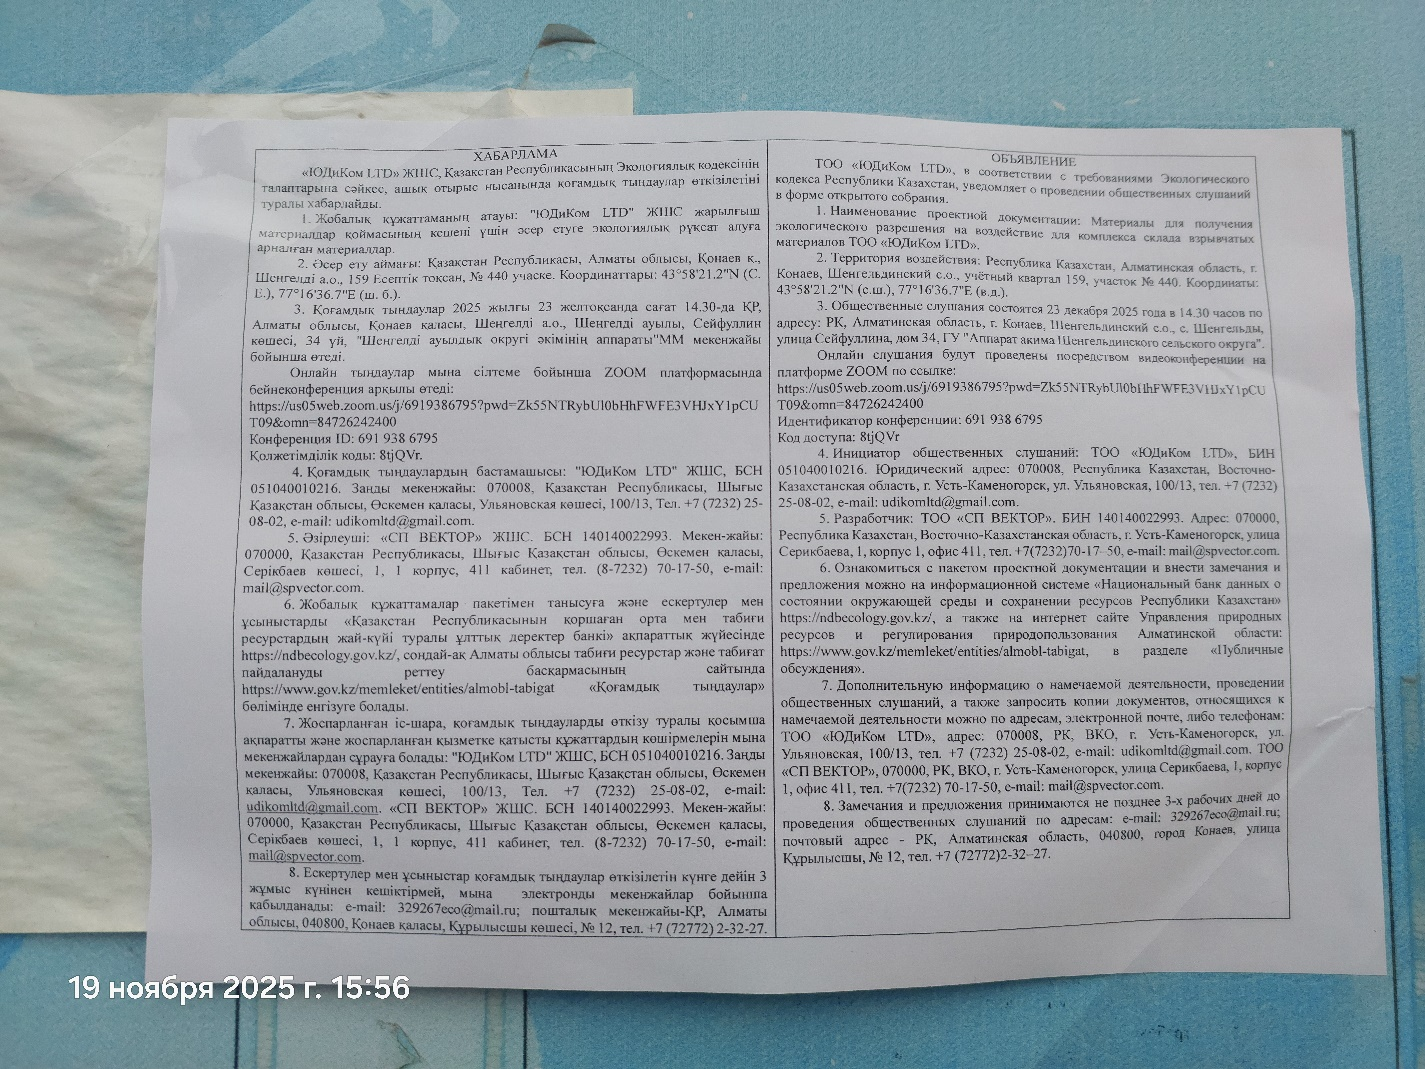 ХАБАРЛАМА
«ЮДиКом LTD» ЖШС, Қазақстан Республикасының Экологиялық кодексінің
талаптарына сәйкес, ашық отырыс нысанында қоғамдық тыңдаулар өткізілетіні
туралы хабарлайды.
1. Жобалық құжаттаманың атауы: "ЮДиКом LTD" ЖШС жарылғыш
материалдар қоймасының кешені үшін әсер етуге экологиялық рұқсат алуға
арналған материалдар.
2. Әсер ету аймағы: Қазақстан Республикасы, Алматы облысы, Қонаев қ.,
Шенгелді а.о., 159 Есептік тоқсан, № 440 учаске. Координаттары: 43°58'21.2"N (С.
Е.), 77°16'36.7"E (ш. б.).
3. Қоғамдық тыңдаулар 2025 жылғы 23 желтоқсанда сағат 14.30-да ҚР,
Алматы облысы, Қонаев қаласы, Шенгелді а.о., Шенгелді ауылы, Сейфуллин
көшесі, 34 үй, "Шенгелді ауылдық округі әкімінің аппараты"ММ мекенжайы
бойынша өтеді.
Онлайн тыңдаулар мына сілтеме бойынша ZOOM платформасында
бейнеконференция арқылы өтеді:
https://us05web.zoom.us/j/6919386795?pwd=Zk55NTRybUl0bHhFWFE3VHJxY1pCU
T09&omn=84726242400
Конференция ID: 691 938 6795
Қолжетімділік коды: 8tjQVr.
4. Қоғамдық тыңдаулардың бастамашысы: "ЮДиКом LTD" ЖШС, БСН
051040010216. Заңды мекенжайы: 070008, Қазақстан Республикасы, Шығыс
Қазақстан облысы, Өскемен қаласы, Ульяновская көшесі, 100/13, Тел. +7 (7232) 25-
08-02, e-mail: udikomltd@gmail.com.
5. Әзірлеуші: «СП ВЕКТОР» ЖШС. БСН 140140022993. Мекен-жайы:
070000, Қазақстан Республикасы, Шығыс Қазақстан облысы, Өскемен қаласы,
Серікбаев көшесі, 1, 1 корпус, 411 кабинет, тел. (8-7232) 70-17-50, e-mail:
mail@spvector.com.
6. Жобалық құжаттамалар пакетімен танысуға және ескертулер мен
ұсыныстарды «Қазақстан Республикасының қоршаған орта мен табиғи
ресурстардың жай-күйі туралы ұлттық деректер банкі» ақпараттық жүйесінде
https://ndbecology.gov.kz/, сондай-ақ Алматы облысы табиғи ресурстар және табиғат
пайдалануды реттеу басқармасының сайтында
https://www.gov.kz/memleket/entities/almobl-tabigat «Қоғамдық тыңдаулар»
бөлімінде енгізуге болады.
7. Жоспарланған іс-шара, қоғамдық тыңдауларды өткізу туралы қосымша
ақпаратты және жоспарланған қызметке қатысты құжаттардың көшірмелерін мына
мекенжайлардан сұрауға болады: "ЮДиКом LTD" ЖШС, БСН 051040010216. Заңды
мекенжайы: 070008, Қазақстан Республикасы, Шығыс Қазақстан облысы, Өскемен
қаласы, Ульяновская көшесі, 100/13, Тел. +7 (7232) 25-08-02, e-mail:
udikomltd@gmail.com. «СП ВЕКТОР» ЖШС. БСН 140140022993. Мекен-жайы:
070000, Қазақстан Республикасы, Шығыс Қазақстан облысы, Өскемен қаласы,
Серікбаев көшесі, 1, 1 корпус, 411 кабинет, тел. (8-7232) 70-17-50, e-mail:
mail@spvector.com.
8. Ескертулер мен ұсыныстар қоғамдық тыңдаулар өткізілетін күнге дейін 3
жұмыс күнінен кешіктірмей, мына электронды мекенжайлар бойынша
қабылданады: e-mail: 329267eco@mail.ru; пошталық мекенжайы-ҚР, Алматы
облысы, 040800, Қонаев қаласы, Құрылысшы көшесі, № 12, тел. +7 (72772) 2-32-27.
ОБЪЯВЛЕНИЕ
ТОО «ЮДиКом LTD», в соответствии с требованиями Экологического
кодекса Республики Казахстан, уведомляет о проведении общественных слушаний
в форме открытого собрания.
1. Наименование проектной документации: Материалы для получения
экологического разрешения на воздействие для комплекса склада взрывчатых
материалов ТОО «ЮДиКом LTD».
2. Территория воздействия: Республика Казахстан, Алматинская область, г.
Конаев, Шенгельдинский с.о., учётный квартал 159, участок № 440. Координаты:
43°58'21.2"N (с.ш.), 77°16'36.7"E (в.д.).
3. Общественные слушания состоятся 23 декабря 2025 года в 14.30 часов по
адресу: РК, Алматинская область, г. Конаев, Шенгельдинский с.о., с. Шенгельды,
улица Сейфуллина, дом 34, ГУ "Аппарат акима Шенгельдинского сельского округа".
Онлайн слушания будут проведены посредством видеоконференции на
платформе ZOOM по ссылке:
https://us05web.zoom.us/j/6919386795?pwd=Zk55NTRybUl0bHhFWFE3VHJxY1pCU
T09&omn=84726242400
Идентификатор конференции: 691 938 6795
Код доступа: 8tjQVr
4. Инициатор общественных слушаний: ТОО «ЮДиКом LTD», БИН
051040010216. Юридический адрес: 070008, Республика Казахстан, Восточно-
Казахстанская область, г. Усть-Каменогорск, ул. Ульяновская, 100/13, тел. +7 (7232)
25-08-02, e-mail: udikomltd@gmail.com.
5. Разработчик: ТОО «СП ВЕКТОР». БИН 140140022993. Адрес: 070000,
Республика Казахстан, Восточно-Казахстанская область, г. Усть-Каменогорск, улица
Серикбаева, 1, корпус 1, офис 411, тел. +7(7232)70-17- 50, e-mail: mail@spvector.com.
6. Ознакомиться с пакетом проектной документации и внести замечания и
предложения можно на информационной системе «Национальный банк данных о
состоянии окружающей среды и сохранении ресурсов Республики Казахстан»
https://ndbecology.gov.kz/, а также на интернет сайте Управления природных
ресурсов и регулирования природопользования Алматинской области:
https://www.gov.kz/memleket/entities/almobl-tabigat, в разделе «Публичные
обсуждения».
7. Дополнительную информацию о намечаемой деятельности, проведении
общественных слушаний, а также запросить копии документов, относящихся к
намечаемой деятельности можно по адресам, электронной почте, либо телефонам:
ТОО «ЮДиКом LTD», адрес: 070008, РК, ВКО, г. Усть-Каменогорск, ул.
Ульяновская, 100/13, тел. +7 (7232) 25-08-02, e-mail: udikomltd@gmail.com. ТОО
«СП ВЕКТОР», 070000, РК, ВКО, г. Усть-Каменогорск, улица Серикбаева, 1, корпус
1, офис 411, тел. +7(7232) 70-17-50, e-mail: mail@spvector.com.
8. Замечания и предложения принимаются не позднее 3-х рабочих дней до
проведения общественных слушаний по адресам: e-mail: 329267eco@mail.ru;
почтовый адрес - РК, Алматинская область, 040800, город Конаев, улица
Құрылысшы, № 12, тел. +7 (72772)2-32--27.
19 ноября 2025 г. 15:56